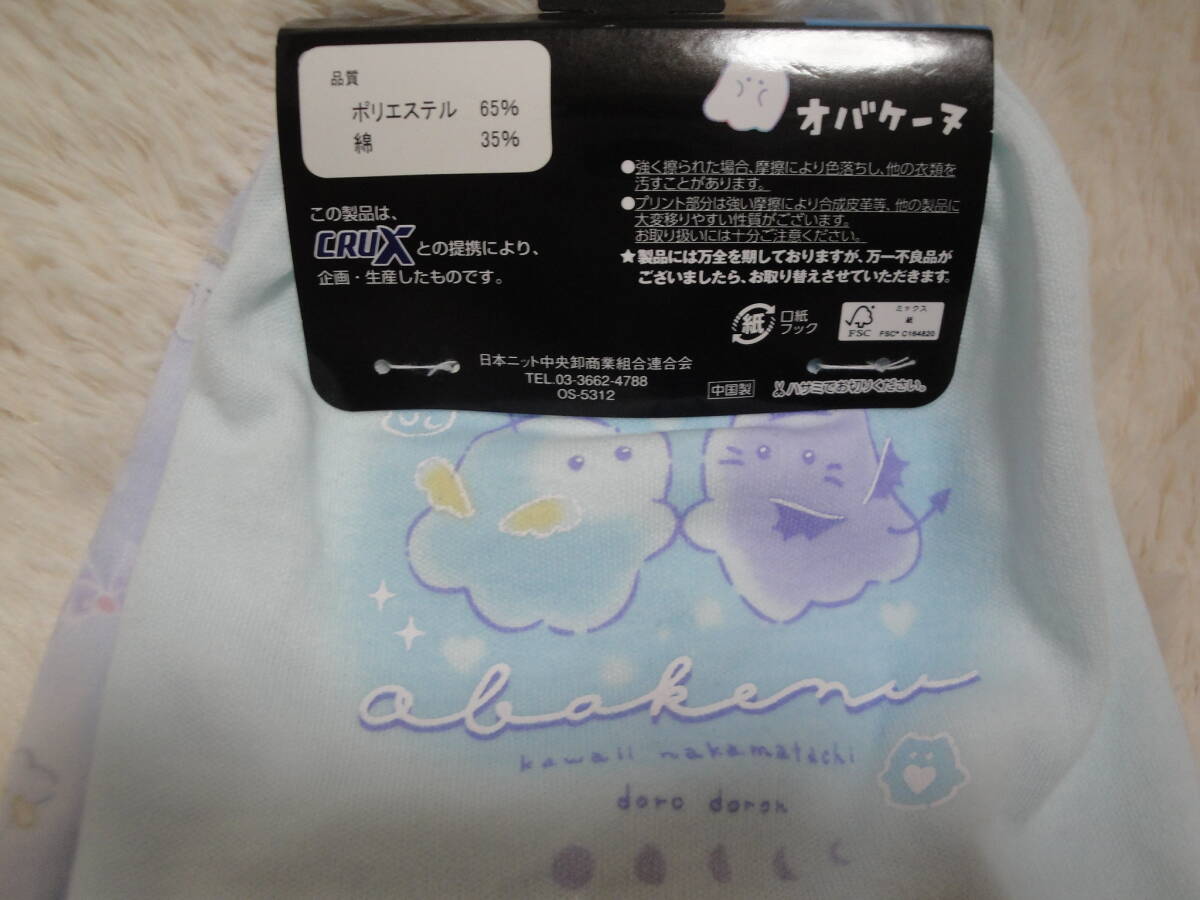 品質
ポリエステル 65%
綿 35%
この製品は、
CRUX との提携により、
企画・生産したものです。
オバケーヌ
●強く擦られた場合、摩擦により色落ちし、他の衣類を
汚すことがあります。
●プリント部分は強い摩擦により合成皮革等、他の製品に
大変移りやすい性質がございます。
お取り扱いには十分ご注意ください。
★製品には万全を期しておりますが、万一不良品が
ございましたら、お取り替えさせていただきます。
紙
口紙
フック
FSC
ミックス
紙
FSC® C164820
日本ニット中央卸商業組合連合会
TEL.03-3662-4788
OS-5312
中国製
ハサミでお切りください。
obakenu
kawaii nakamatachi
doro doron